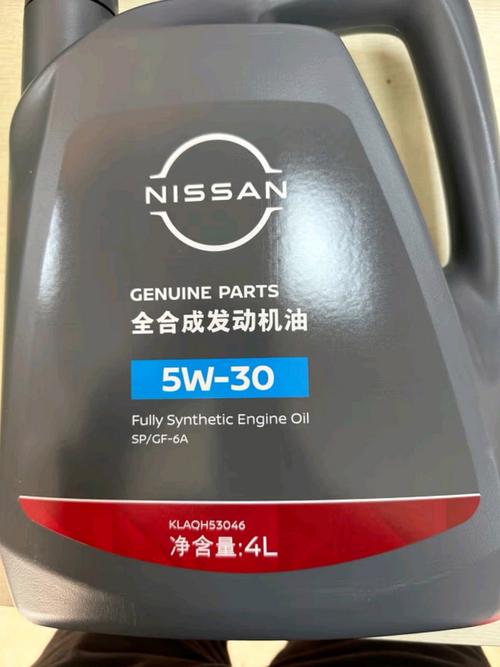 NISSAN
GENUINE PARTS
全合成发动机油
5W-30
Fully Synthetic Engine Oil
SP/GF-6A
KLAQH53046
净含量:4L